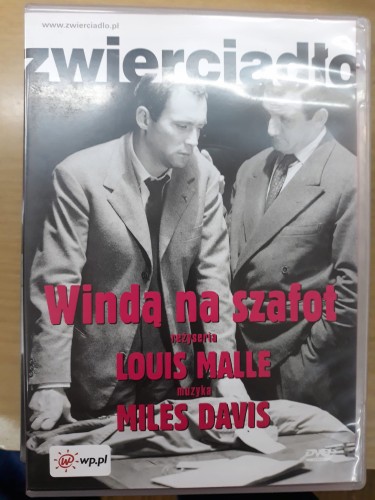 www.zwierciadlo.pl
zwierciadło
Windą na szafot
reżyseria
LOUIS MALLE
muzyka
MILES DAVIS
DVD
w-wp.pl